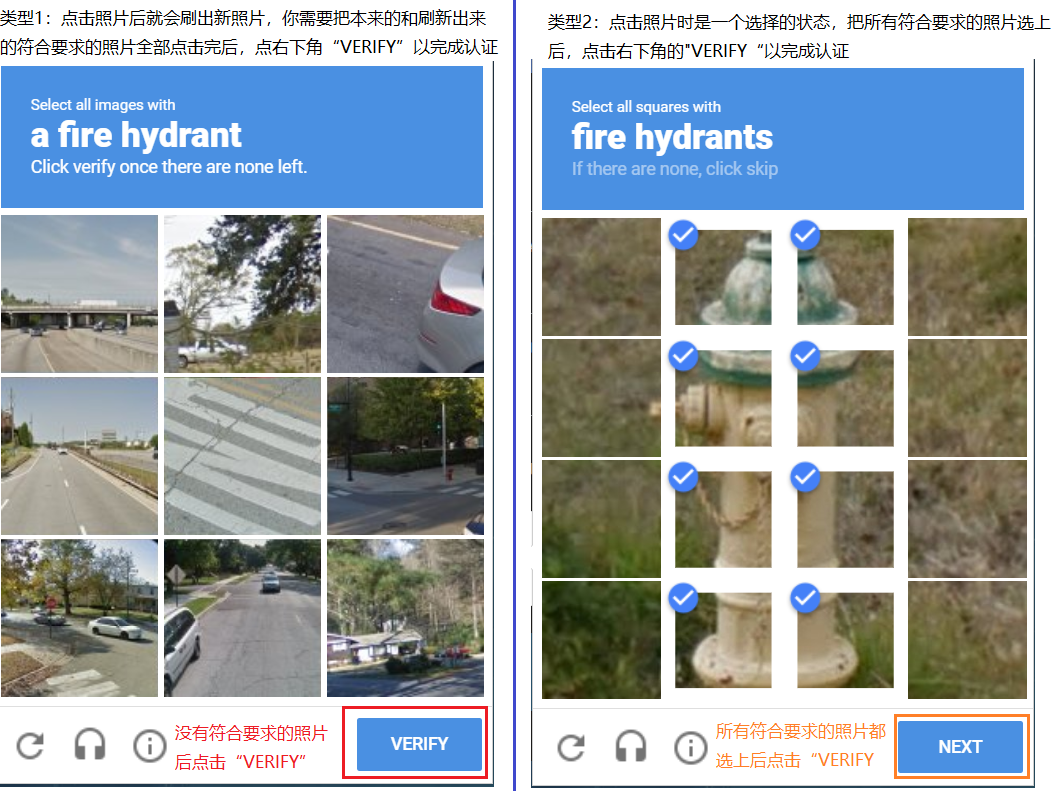 类型1：点击照片后就会刷出新照片，你需要把本来的和刷新出来
的符合要求的照片全部点击完后，点右下角“VERIFY”以完成认证
Select all images with
a fire hydrant
Click verify once there are none left.
没有符合要求的照片
后点击“VERIFY”
VERIFY
类型2：点击照片时是一个选择的状态，把所有符合要求的照片选上
后，点击右下角的"VERIFY“以完成认证
Select all squares with
fire hydrants
If there are none, click skip
所有符合要求的照片都
选上后点击“VERIFY
NEXT